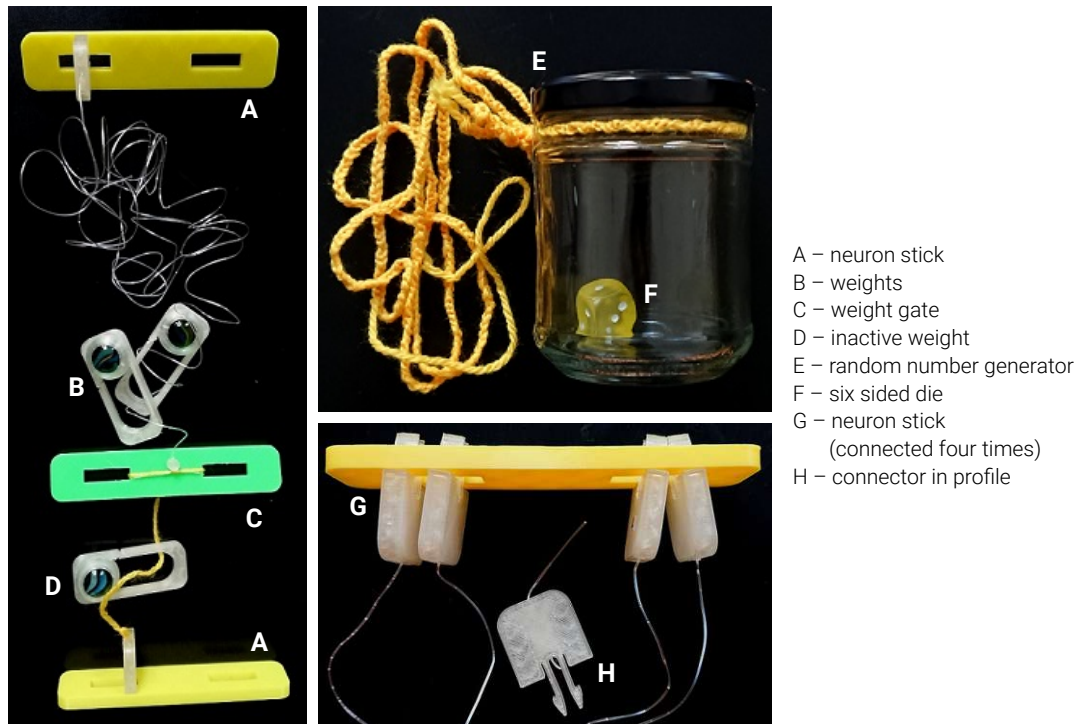 A
B
C
D
A
E
F
G
H
A – neuron stick
B – weights
C – weight gate
D – inactive weight
E – random number generator
F – six sided die
G – neuron stick
(connected four times)
H – connector in profile